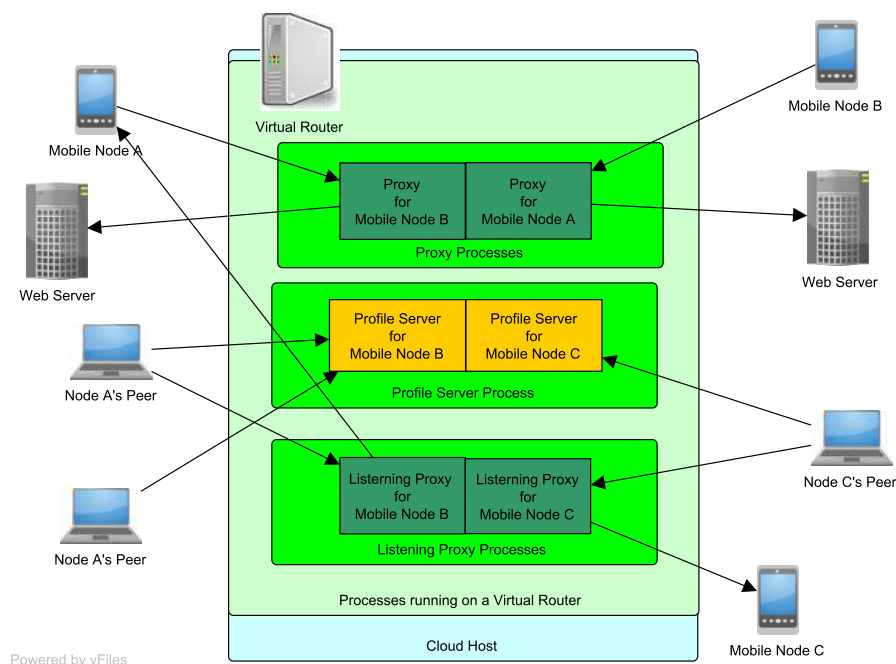 Virtual Router
Mobile Node A
Mobile Node B
Proxy
for
Mobile Node B
Proxy
for
Mobile Node A
Proxy Processes
Web Server
Web Server
Profile Server
for
Mobile Node B
Profile Server
for
Mobile Node C
Profile Server Process
Node A's Peer
Node C's Peer
Listerning Proxy
for
Mobile Node B
Listerning Proxy
for
Mobile Node C
Listening Proxy Processes
Node A's Peer
Processes running on a Virtual Router
Cloud Host
Mobile Node C
Powered by yFiles